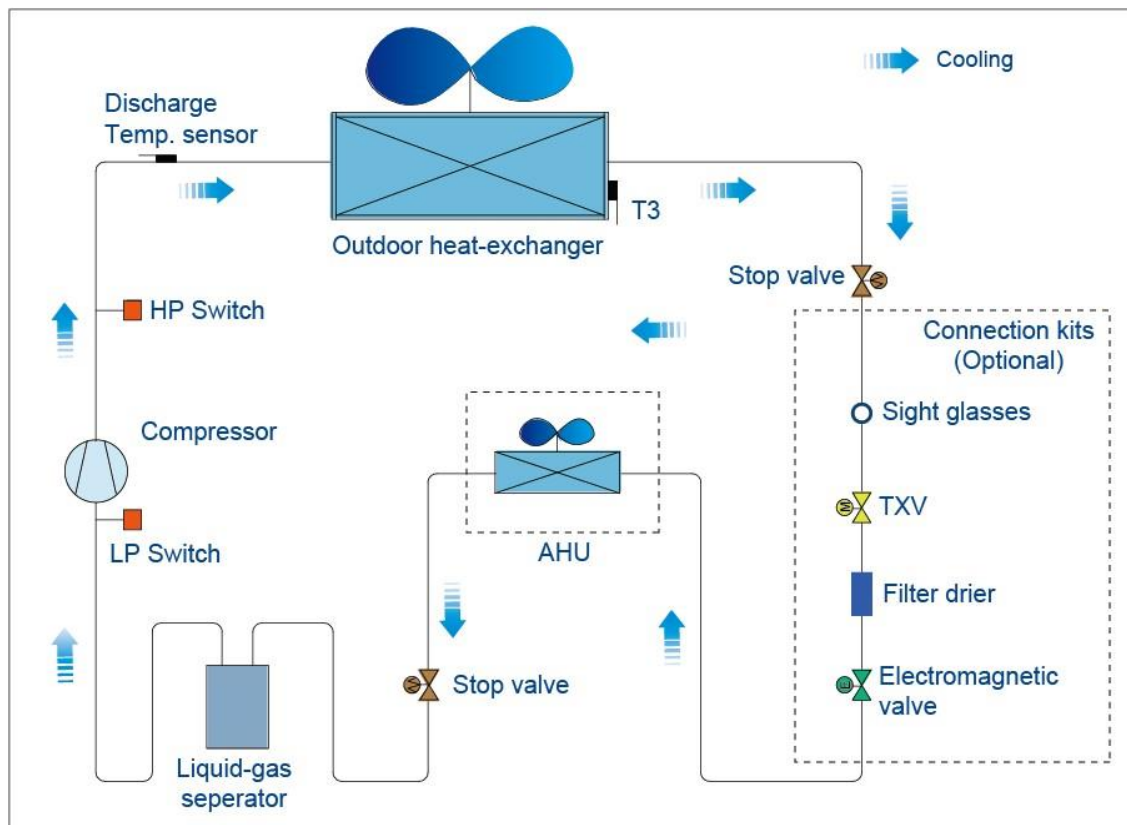 Cooling
Discharge
Temp. sensor
T3
Outdoor heat-exchanger
Stop valve
HP Switch
Connection kits
(Optional)
Sight glasses
Compressor
TXV
M
LP Switch
AHU
Filter drier
Stop valve
Electromagnetic
valve
E
Liquid-gas
seperator